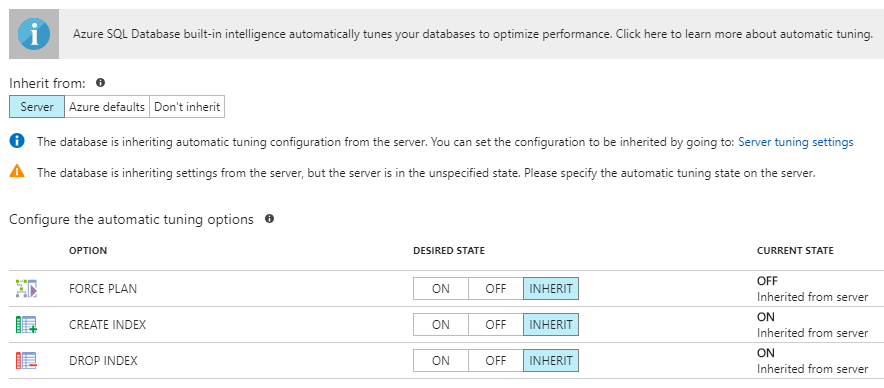 Azure SQL Database built-in intelligence automatically tunes your databases to optimize performance. Click here to learn more about automatic tuning.
Inherit from:
Server Azure defaults Don't inherit
The database is inheriting automatic tuning configuration from the server. You can set the configuration to be inherited by going to: Server tuning settings
The database is inheriting settings from the server, but the server is in the unspecified state. Please specify the automatic tuning state on the server.
Configure the automatic tuning options
OPTION DESIRED STATE CURRENT STATE
FORCE PLAN ON OFF INHERIT OFF
Inherited from server
CREATE INDEX ON OFF INHERIT ON
Inherited from server
DROP INDEX ON OFF INHERIT ON
Inherited from server